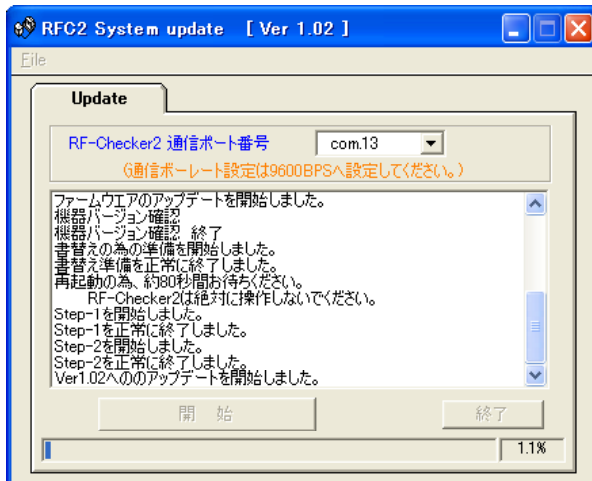 RFC2 System update [ Ver 1.02 ]
File
Update
RF-Checker2 通信ポート番号 com.13
(通信ボーレート設定は9600BPSへ設定してください。)
ファームウエアのアップデートを開始しました。
機器バージョン確認
機器バージョン確認 終了
書替えの為の準備を開始しました。
書替え準備を正常に終了しました。
再起動の為、約80秒間お待ちください。
RF-Checker2は絶対に操作しないでください。
Step-1を開始しました。
Step-1を正常に終了しました。
Step-2を開始しました。
Step-2を正常に終了しました。
Ver1.02へののアップデートを開始しました。
開 始 終了
1.1%